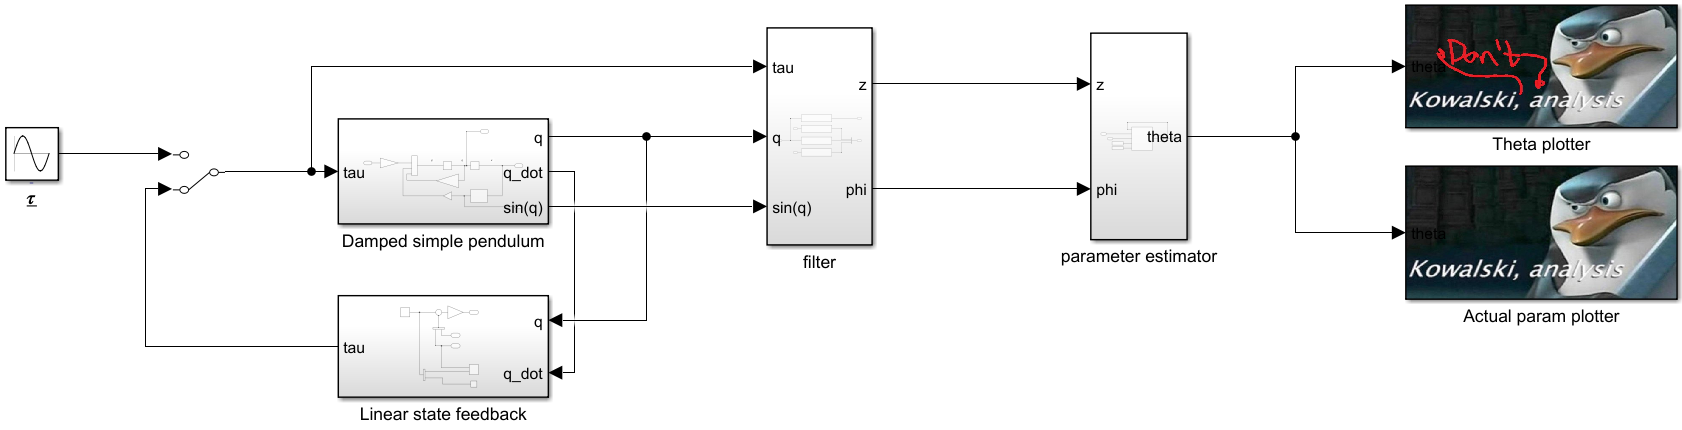 tau
z
q
phi
sin(q)
filter
z
theta
phi
parameter estimator
theta
Don't
Kowalski, analysis
Theta plotter
theta
Kowalski, analysis
Actual param plotter
τ
tau
q
q_dot
sin(q)
Damped simple pendulum
q
tau
q_dot
Linear state feedback